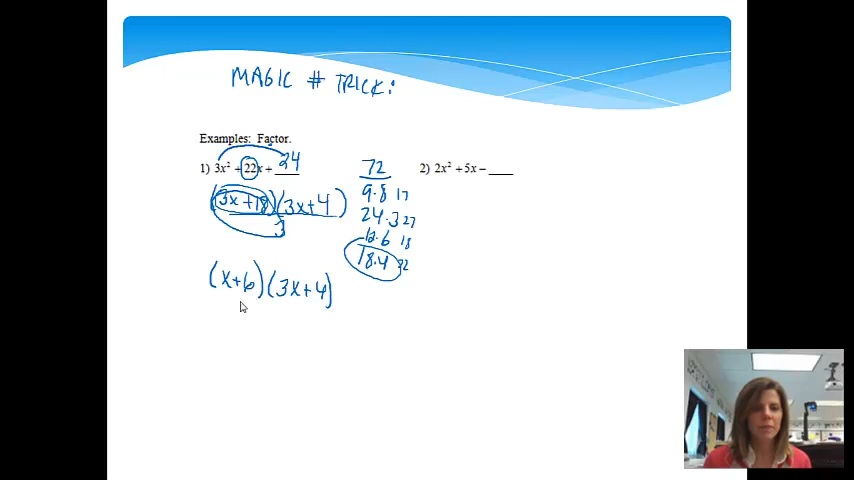 MAGIC # TRICK:
Examples: Factor.
1) 3x² + 22x + 24
72
2) 2x² + 5x − ____
9·8 17
(3x+18)(3x+4)
24·3 27
3
12·6 18
18·4 22
(x+6)(3x+4)